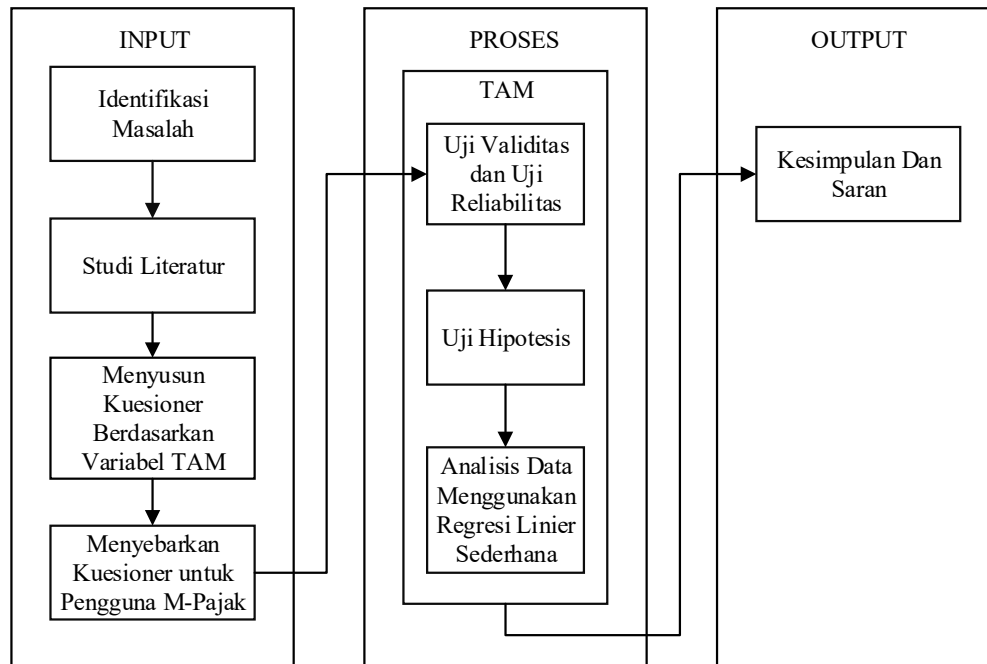 INPUT
Identifikasi
Masalah
Studi Literatur
Menyusun
Kuesioner
Berdasarkan
Variabel TAM
Menyebarkan
Kuesioner untuk
Pengguna M-Pajak
PROSES
TAM
Uji Validitas
dan Uji
Reliabilitas
Uji Hipotesis
Analisis Data
Menggunakan
Regresi Linier
Sederhana
OUTPUT
Kesimpulan Dan
Saran